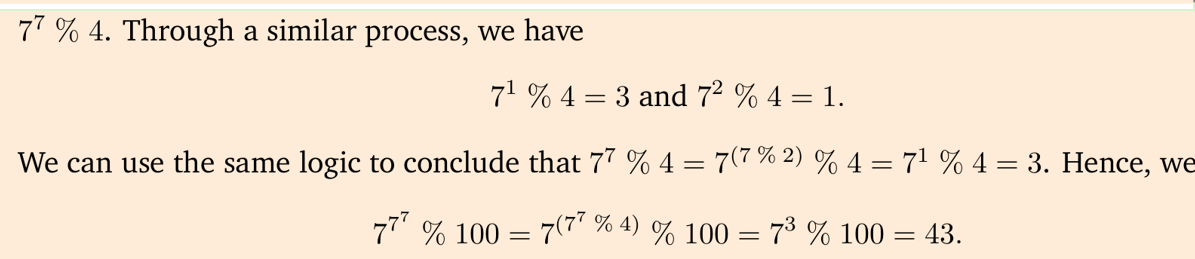 7^7 % 4. Through a similar process, we have
7^1 % 4 = 3 and 7^2 % 4 = 1.
We can use the same logic to conclude that 7^7 % 4 = 7^(7 % 2) % 4 = 7^1 % 4 = 3. Hence, we
7^{7^7} % 100 = 7^{(7^7 % 4)} % 100 = 7^3 % 100 = 43.